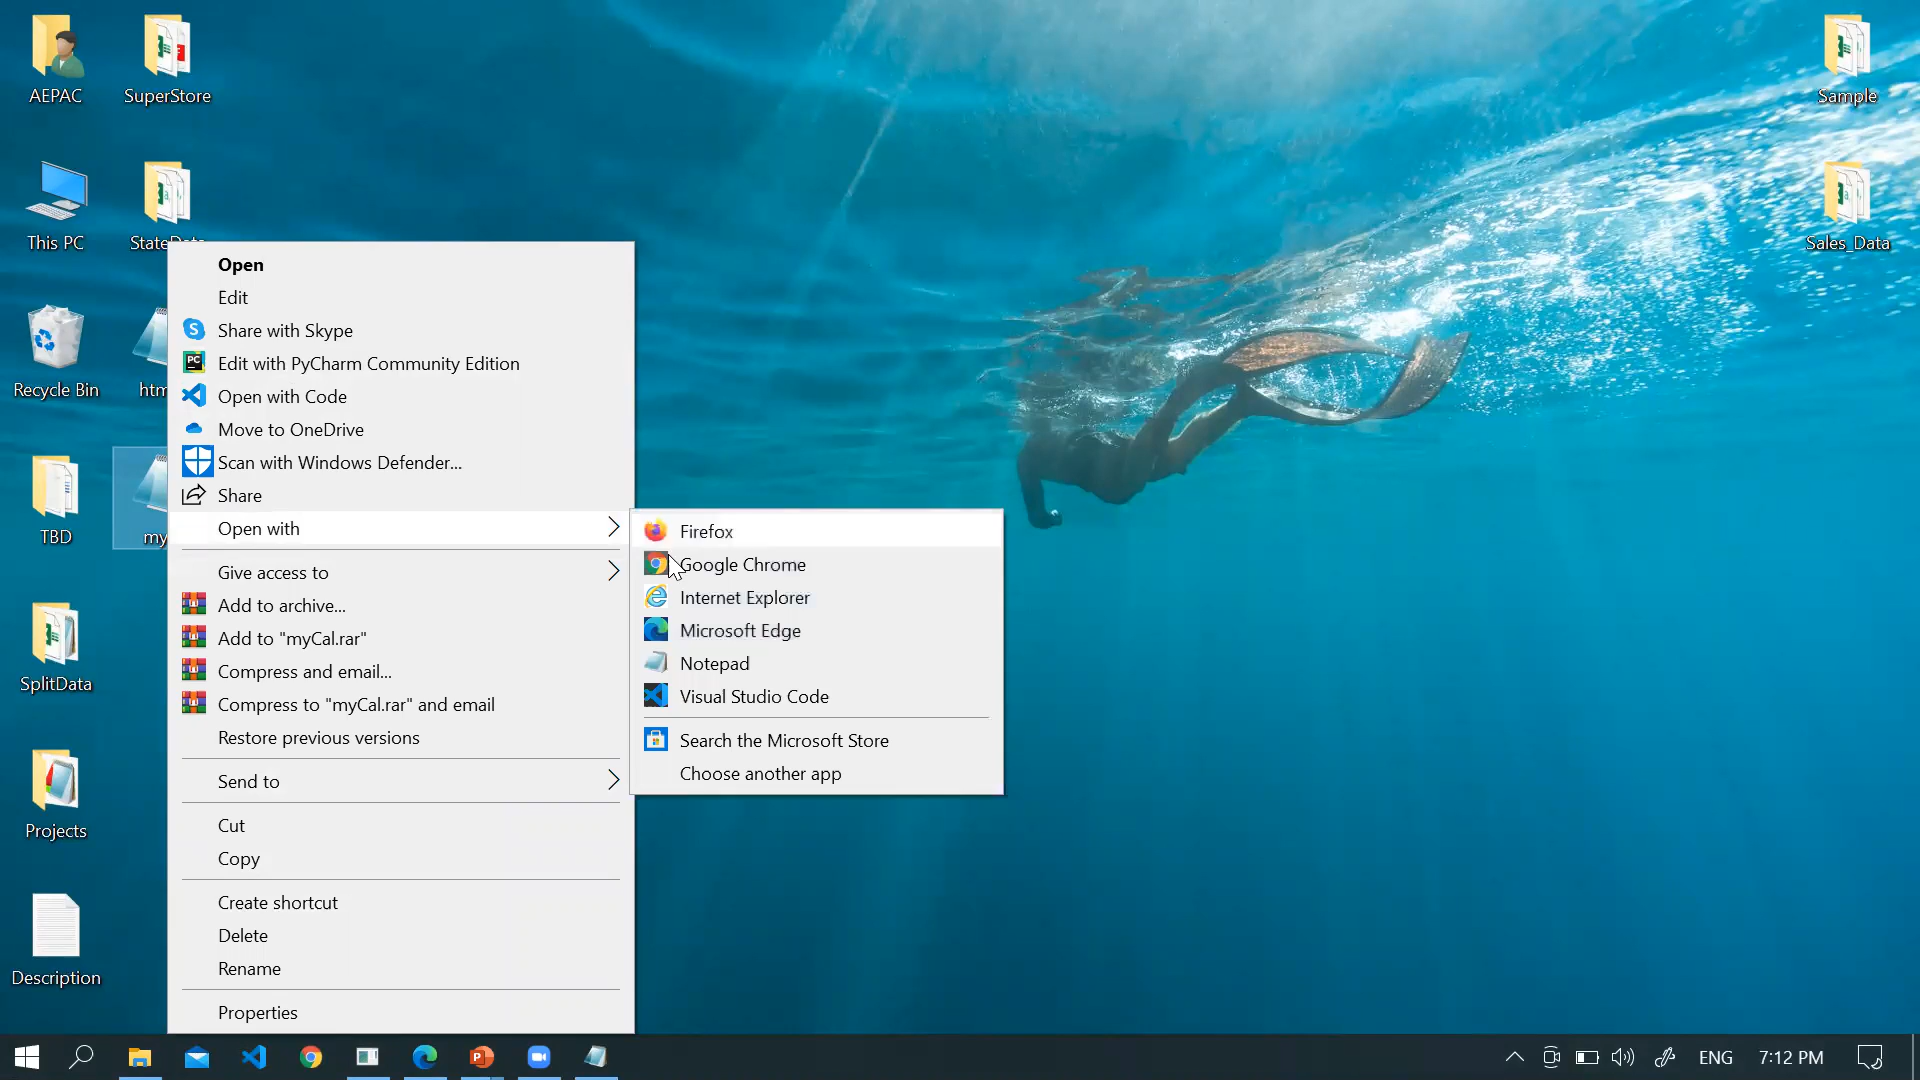 AEPAC
SuperStore
This PC
Recycle Bin
TBD
SplitData
Projects
Description
Sample
Sales_Data
Open
Edit
Share with Skype
PC
Edit with PyCharm Community Edition
Open with Code
Move to OneDrive
Scan with Windows Defender...
Share
Open with
Give access to
Add to archive...
Add to "myCal.rar"
Compress and email...
Compress to "myCal.rar" and email
Restore previous versions
Send to
Cut
Copy
Create shortcut
Delete
Rename
Properties
Firefox
Google Chrome
Internet Explorer
Microsoft Edge
Notepad
Visual Studio Code
Search the Microsoft Store
Choose another app
ENG
7:12 PM